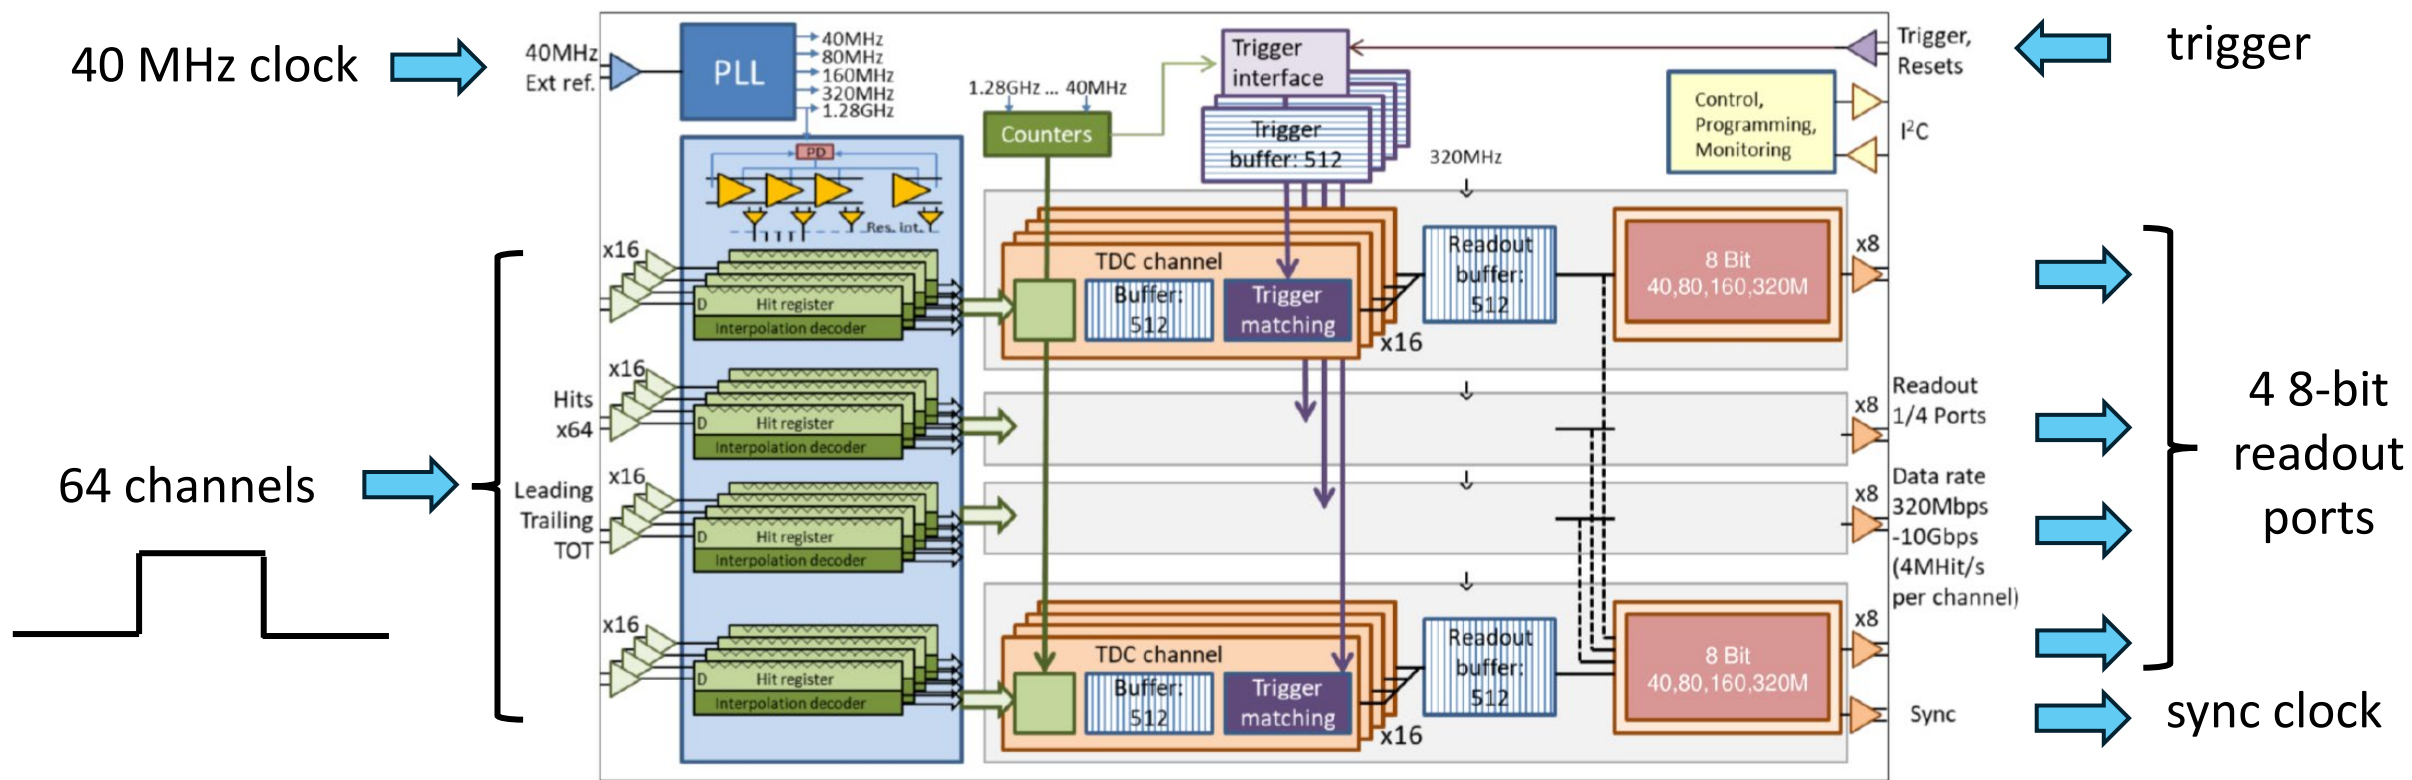 40 MHz clock
40MHz
Ext ref.
PLL
40MHz
80MHz
160MHz
320MHz
1.28GHz
1.28GHz ... 40MHz
Counters
Trigger
interface
Trigger
buffer: 512
320MHz
Trigger,
Resets
trigger
Control,
Programming,
Monitoring
I²C
PD
Res. int.
x16
D
Hit register
Interpolation decoder
TDC channel
Buffer:
512
Trigger
matching
x16
Readout
buffer:
512
8 Bit
40,80,160,320M
x8
x16
Hits
x64
D
Hit register
Interpolation decoder
x8
Readout
1/4 Ports
4 8-bit
readout
ports
64 channels
x16
Leading
Trailing
TOT
D
Hit register
Interpolation decoder
x8
Data rate
320Mbps
-10Gbps
(4MHit/s
per channel)
x16
D
Hit register
Interpolation decoder
TDC channel
Buffer:
512
Trigger
matching
x16
Readout
buffer:
512
8 Bit
40,80,160,320M
x8
Sync
sync clock